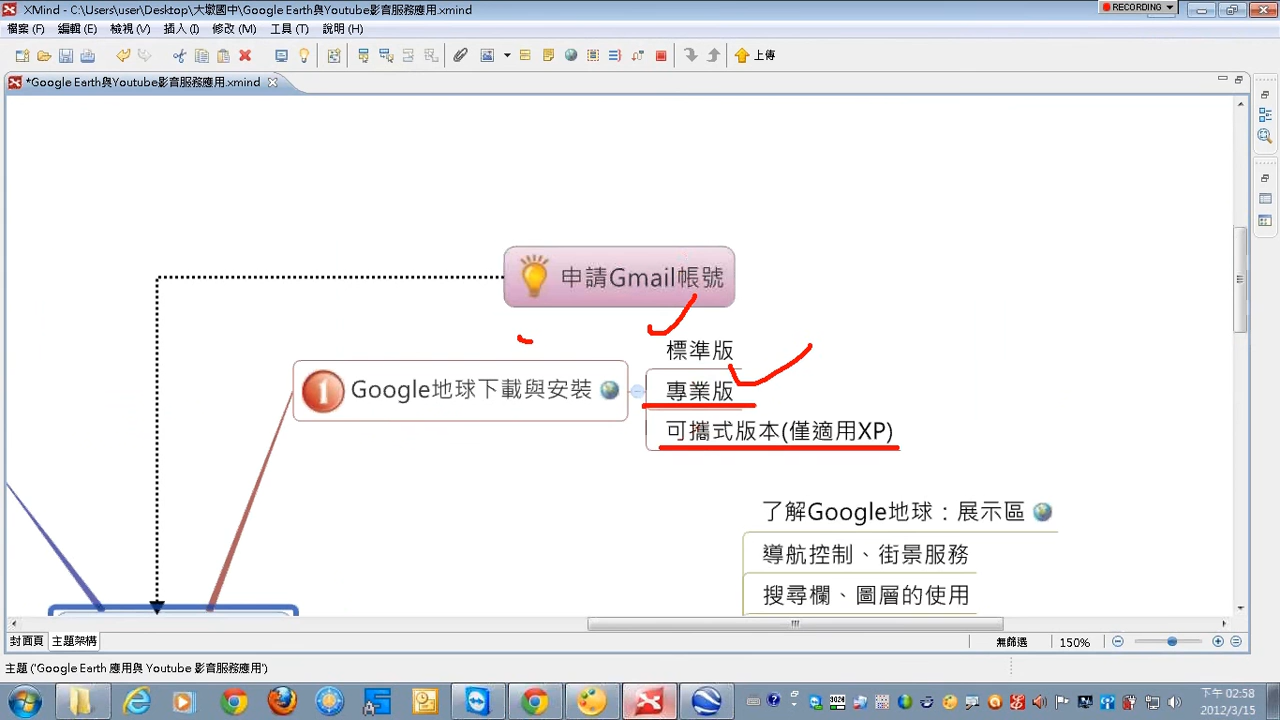 XMind - C:\Users\user\Desktop\大墩國中\Google Earth與Youtube影音服務應用.xmind
RECORDING
檔案 (F) 編輯 (E) 檢視 (V) 插入 (I) 修改 (M) 工具 (T) 說明 (H)
上傳
*Google Earth與Youtube影音服務應用.xmind
申請Gmail帳號
標準版
1 Google地球下載與安裝
專業版
可攜式版本(僅適用XP)
了解Google地球：展示區
導航控制、街景服務
搜尋欄、圖層的使用
封面頁 主題架構
無篩選 150%
主題 ('Google Earth 應用與 Youtube 影音服務應用')
下午 02:58
2012/3/15